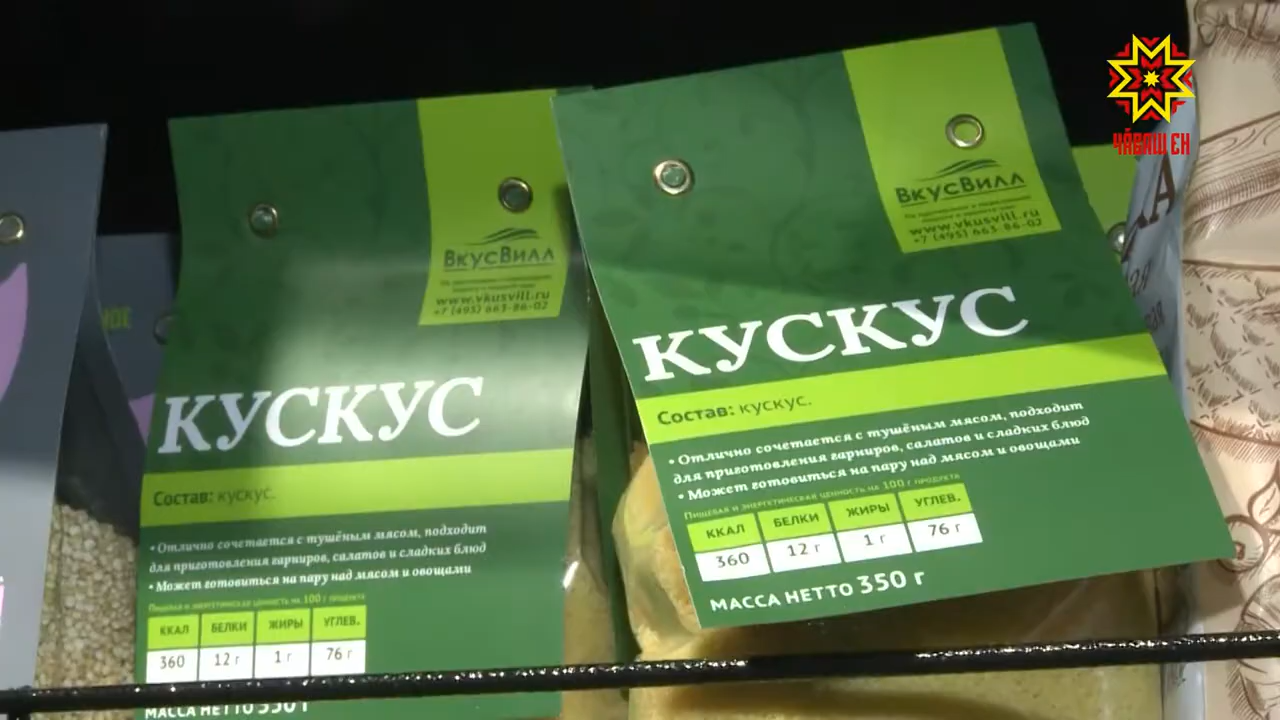 ЧӐВАШ ЕН
ВкусВилл
www.vkusvill.ru
+7 (495) 663-86-02
КУСКУС
Состав: кускус.
• Отлично сочетается с тушёным мясом, подходит
для приготовления гарниров, салатов и сладких блюд
• Может готовиться на пару над мясом и овощами
Пищевая и энергетическая ценность на 100 г продукта
ККАЛ БЕЛКИ ЖИРЫ УГЛЕВ.
360 12 г 1 г 76 г
МАССА НЕТТО 350 г
ВкусВилл
www.vkusvill.ru
+7 (495) 663-86-02
КУСКУС
Состав: кускус.
• Отлично сочетается с тушёным мясом, подходит
для приготовления гарниров, салатов и сладких блюд
• Может готовиться на пару над мясом и овощами
Пищевая и энергетическая ценность на 100 г продукта
ККАЛ БЕЛКИ ЖИРЫ УГЛЕВ.
360 12 г 1 г 76 г
МАССА НЕТТО 350 г